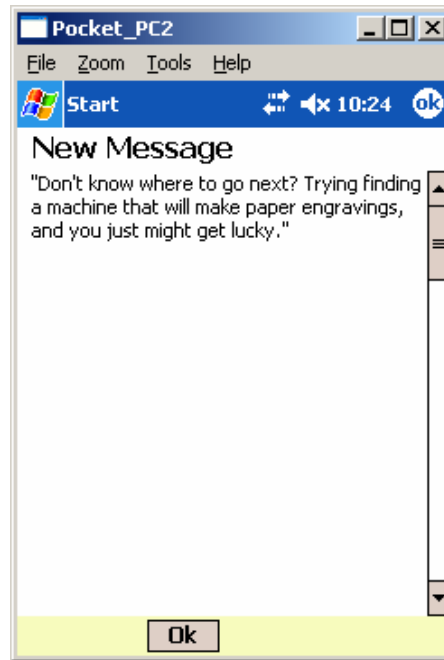 Pocket_PC2
File Zoom Tools Help
Start 10:24 ok
New Message
"Don't know where to go next? Trying finding
a machine that will make paper engravings,
and you just might get lucky."
Ok